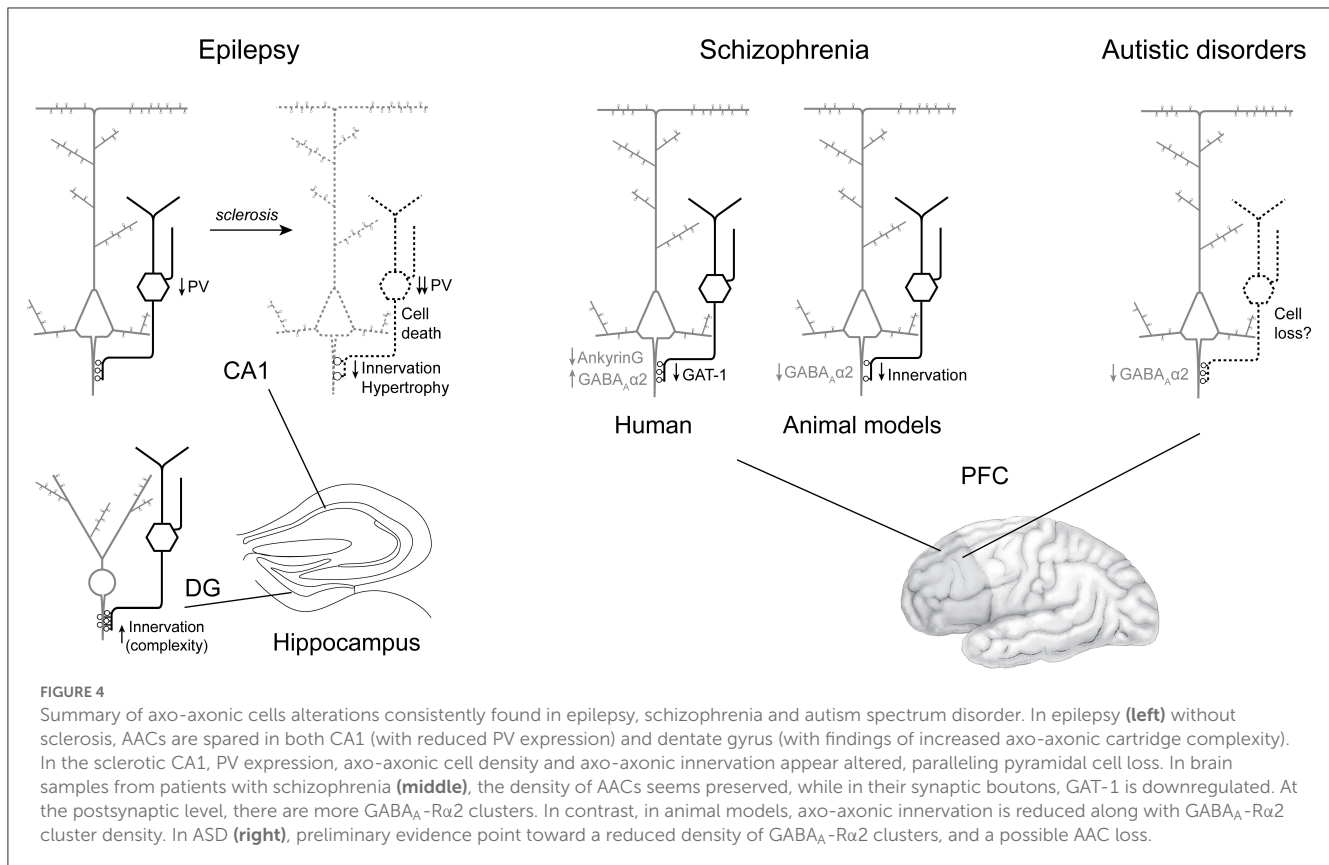 Epilepsy
Schizophrenia
Autistic disorders
sclerosis
↓PV
↓↓PV
Cell
death
↓ Innervation
Hypertrophy
CA1
↓AnkyrinG
↑GABA_Aα2
↓GAT-1
Human
↓GABA_Aα2
↓Innervation
Animal models
Cell
loss?
↓GABA_Aα2
PFC
DG
↑ Innervation
(complexity)
Hippocampus
FIGURE 4
Summary of axo-axonic cells alterations consistently found in epilepsy, schizophrenia and autism spectrum disorder. In epilepsy (left) without
sclerosis, AACs are spared in both CA1 (with reduced PV expression) and dentate gyrus (with findings of increased axo-axonic cartridge complexity).
In the sclerotic CA1, PV expression, axo-axonic cell density and axo-axonic innervation appear altered, paralleling pyramidal cell loss. In brain
samples from patients with schizophrenia (middle), the density of AACs seems preserved, while in their synaptic boutons, GAT-1 is downregulated. At
the postsynaptic level, there are more GABA_A-Rα2 clusters. In contrast, in animal models, axo-axonic innervation is reduced along with GABA_A-Rα2
cluster density. In ASD (right), preliminary evidence point toward a reduced density of GABA_A-Rα2 clusters, and a possible AAC loss.